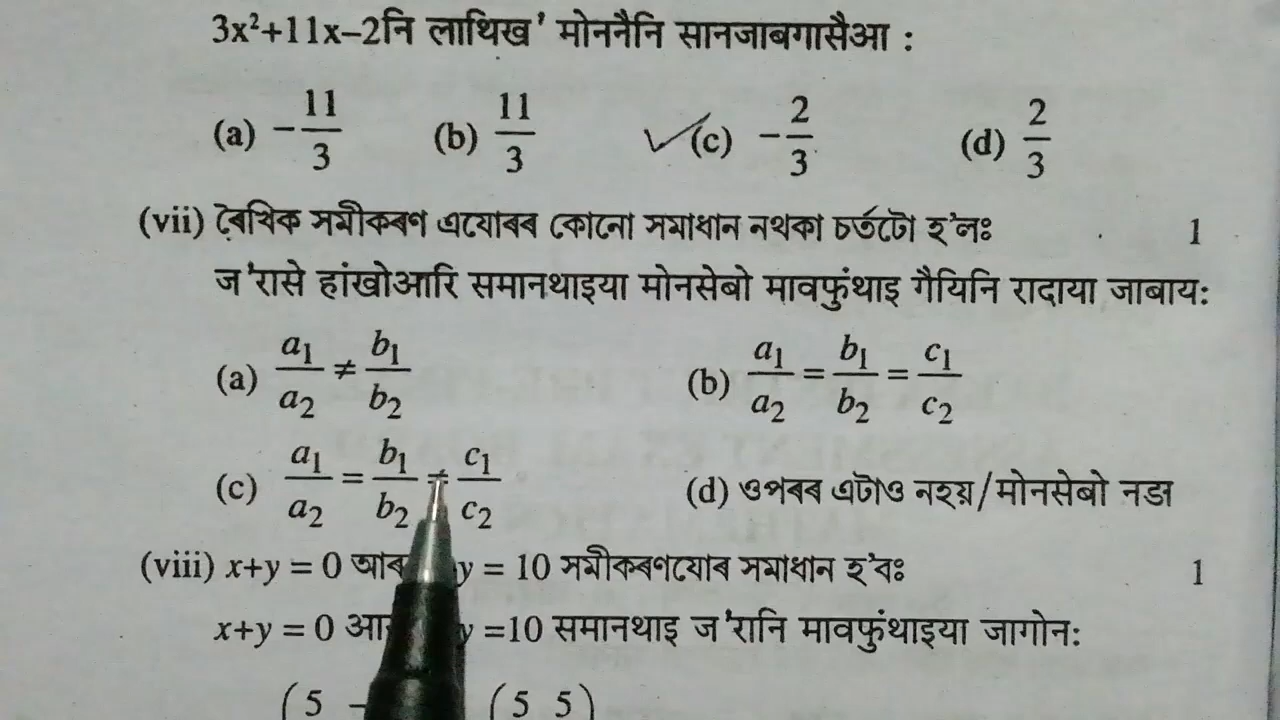 3x²+11x–2नि लाथिख' मोननैनि सानजाबगासैआ :
(a) –11/3 (b) 11/3 (c) –2/3 (d) 2/3
(vii) ৰৈখিক সমীকৰণ এযোৰৰ কোনো সমাধান নথকা চৰ্তটো হ'লঃ 1
ज'रासे हांखोआरि समानथाइया मोनसेबो मावफुंथाइ गैयिनि रादाया जाबाय:
(a) a₁/a₂ ≠ b₁/b₂ (b) a₁/a₂ = b₁/b₂ = c₁/c₂
(c) a₁/a₂ = b₁/b₂ ≠ c₁/c₂ (d) ওপৰৰ এটাও নহয়/मोनसेबो नङा
(viii) x+y = 0 আৰু y = 10 সমীকৰণযোৰ সমাধান হ'বঃ 1
x+y = 0 y =10 समानथाइ ज'रानि मावफुंथाइया जागोन:
(5 (5 5)